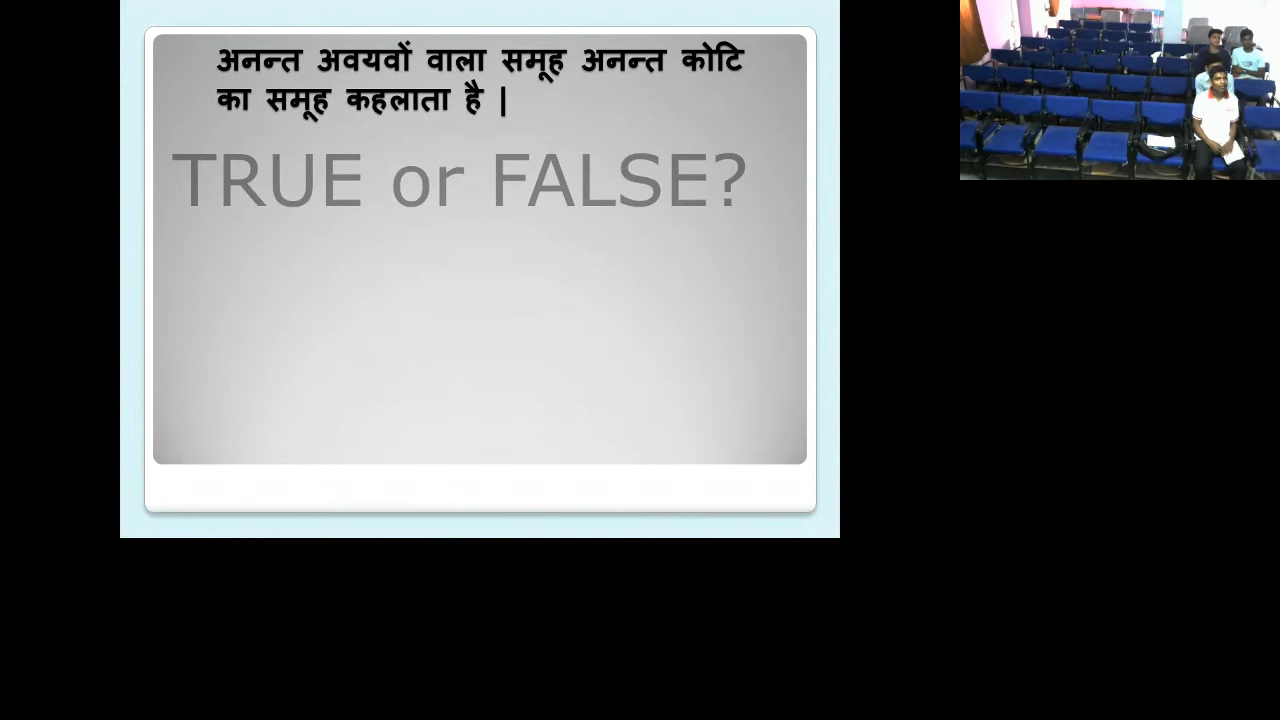 अनन्त अवयवों वाला समूह अनन्त कोटि
का समूह कहलाता है |
TRUE or FALSE?